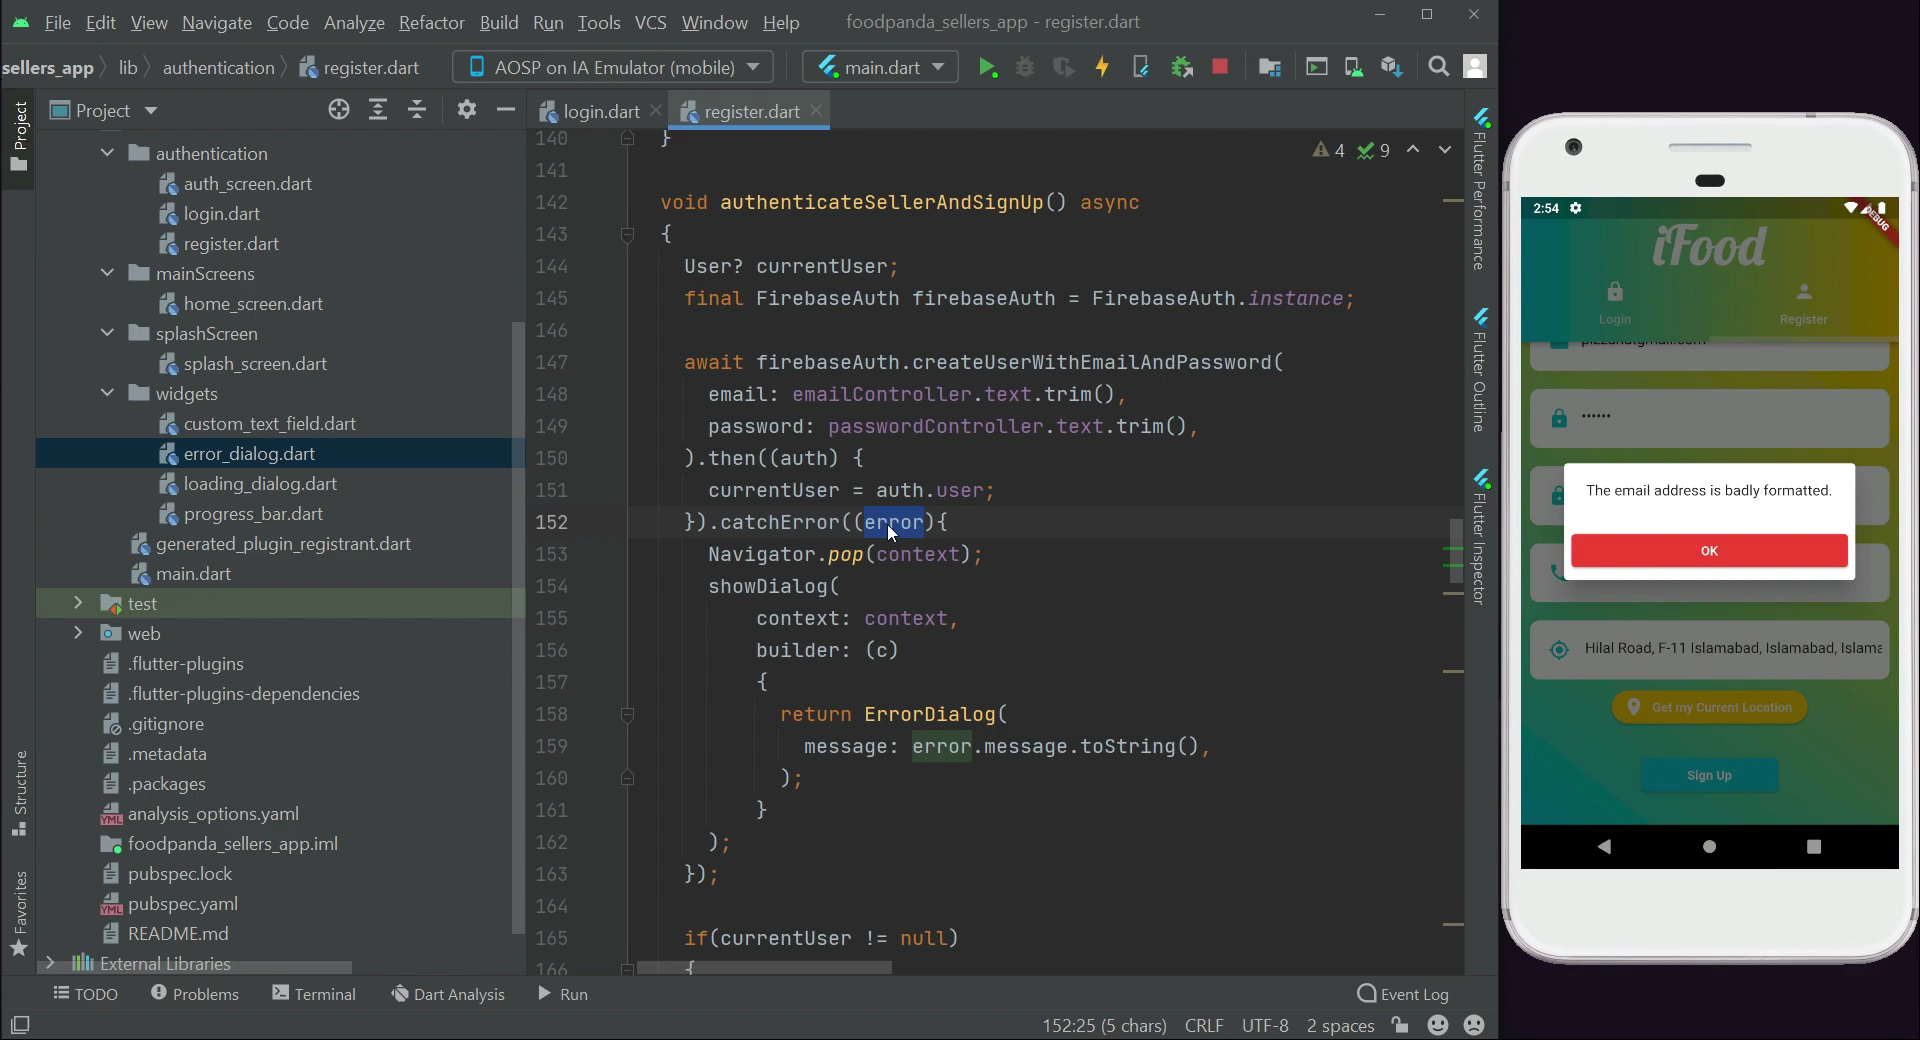 File Edit View Navigate Code Analyze Refactor Build Run Tools VCS Window Help foodpanda_sellers_app - register.dart
sellers_app lib authentication register.dart AOSP on IA Emulator (mobile) main.dart
Project
Project
login.dart register.dart
authentication
auth_screen.dart
login.dart
register.dart
mainScreens
home_screen.dart
splashScreen
splash_screen.dart
widgets
custom_text_field.dart
error_dialog.dart
loading_dialog.dart
progress_bar.dart
generated_plugin_registrant.dart
main.dart
test
web
.flutter-plugins
.flutter-plugins-dependencies
.gitignore
.metadata
.packages
analysis_options.yaml
foodpanda_sellers_app.iml
pubspec.lock
pubspec.yaml
README.md
External Libraries
Structure
Favorites
4 9
140 }
141
142 void authenticateSellerAndSignUp() async
143 {
144 User? currentUser;
145 final FirebaseAuth firebaseAuth = FirebaseAuth.instance;
146
147 await firebaseAuth.createUserWithEmailAndPassword(
148 email: emailController.text.trim(),
149 password: passwordController.text.trim(),
150 ).then((auth) {
151 currentUser = auth.user;
152 }).catchError((error){
153 Navigator.pop(context);
154 showDialog(
155 context: context,
156 builder: (c)
157 {
158 return ErrorDialog(
159 message: error.message.toString(),
160 );
161 }
162 );
163 });
164
165 if(currentUser != null)
166 {
Flutter Performance
Flutter Outline
Flutter Inspector
TODO Problems Terminal Dart Analysis Run Event Log
152:25 (5 chars) CRLF UTF-8 2 spaces
2:54
DEBUG
iFood
Login Register
••••••
The email address is badly formatted.
OK
Hilal Road, F-11 Islamabad, Islamabad, Islama
Get my Current Location
Sign Up